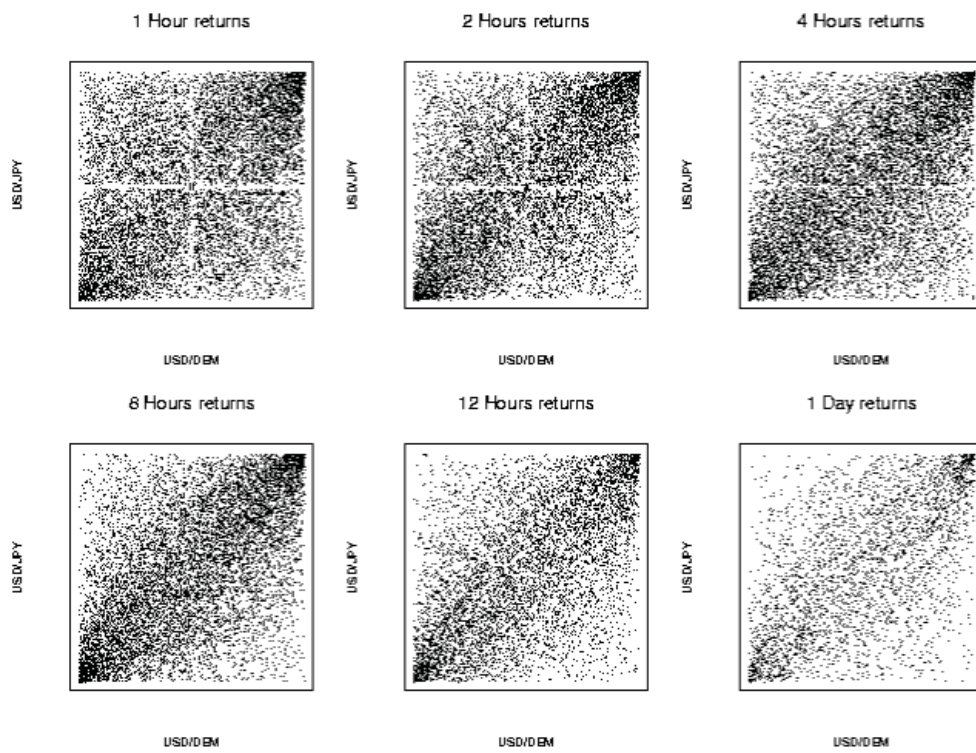 1 Hour returns
2 Hours returns
4 Hours returns
USD/JPY
USD/JPY
USD/JPY
USD/DEM
USD/DEM
USD/DEM
8 Hours returns
12 Hours returns
1 Day returns
USD/JPY
USD/JPY
USD/JPY
USD/DEM
USD/DEM
USD/DEM